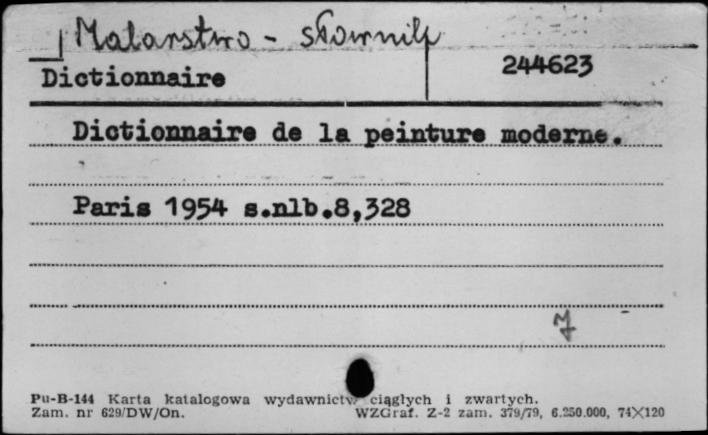 Malarstwo - słownik
Dictionnaire 244623
Dictionnaire de la peinture moderne.
Paris 1954 s.nlb.8,328
7
Pu-B-144 Karta katalogowa wydawnictw ciągłych i zwartych.
Zam. nr 629/DW/On. WZGraf. Z-2 zam. 379/79, 6.250.000, 74X120